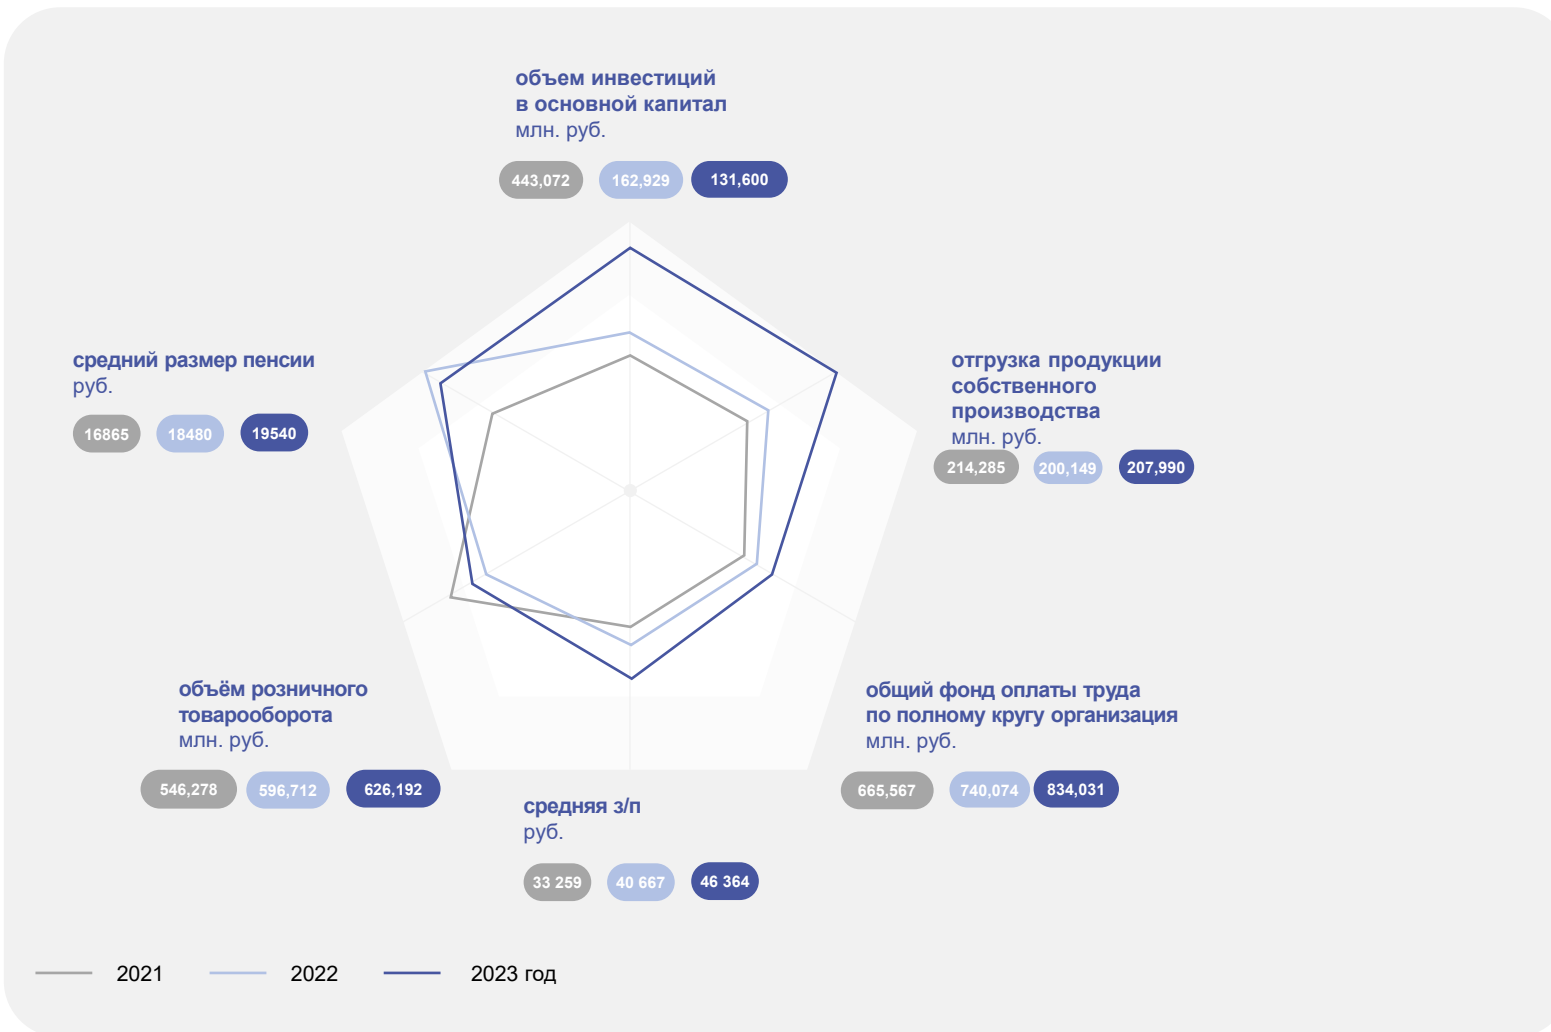 объем инвестиций
в основной капитал
млн. руб.
443,072 162,929 131,600
средний размер пенсии
руб.
16865 18480 19540
отгрузка продукции
собственного
производства
млн. руб.
214,285 200,149 207,990
объём розничного
товарооборота
млн. руб.
546,278 596,712 626,192
средняя з/п
руб.
33 259 40 667 46 364
общий фонд оплаты труда
по полному кругу организация
млн. руб.
665,567 740,074 834,031
2021 2022 2023 год